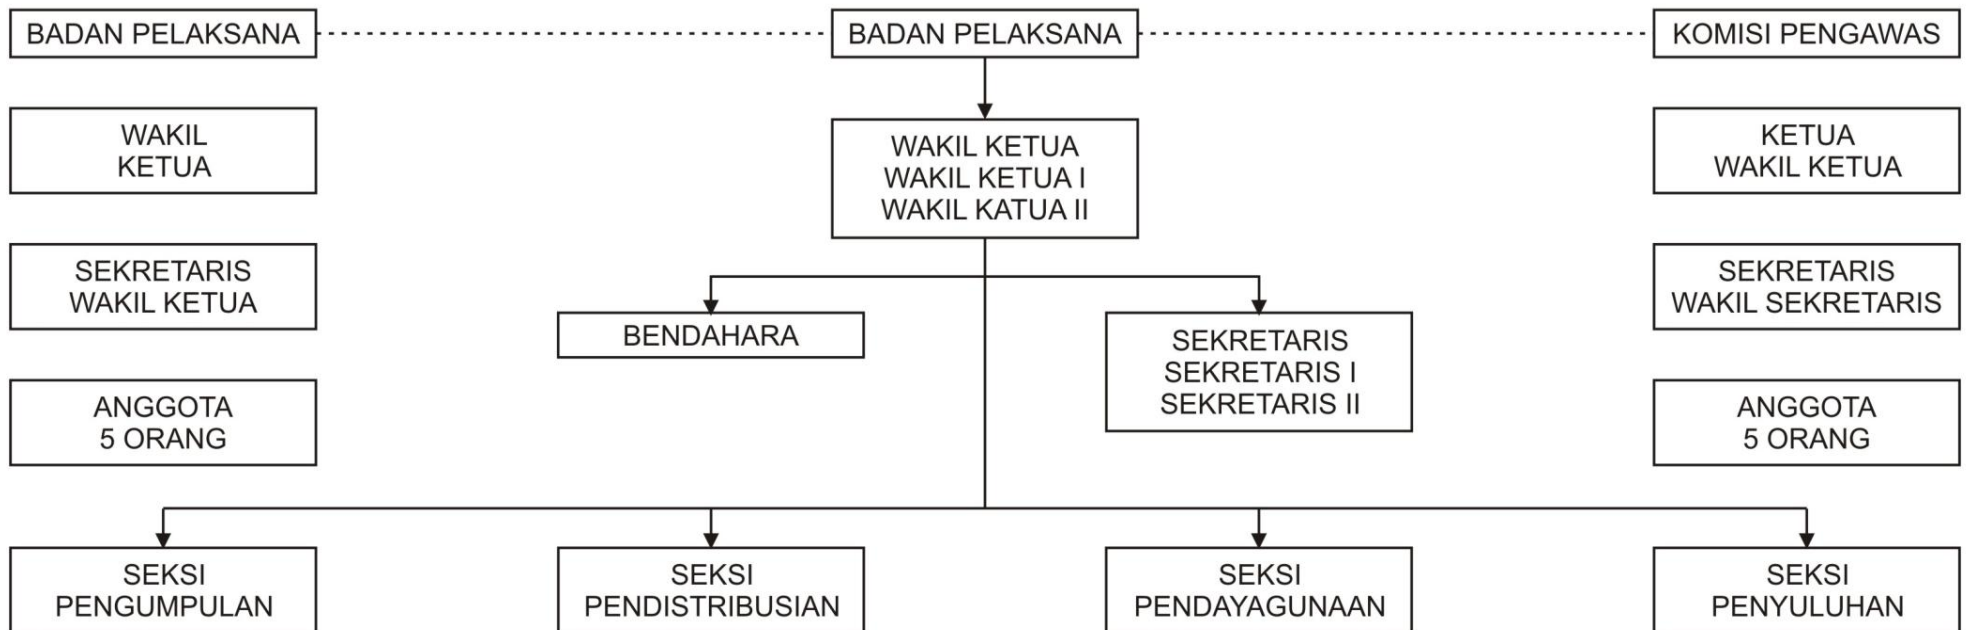 BADAN PELAKSANA
BADAN PELAKSANA
KOMISI PENGAWAS
WAKIL
KETUA
WAKIL KETUA
WAKIL KETUA I
WAKIL KATUA II
KETUA
WAKIL KETUA
SEKRETARIS
WAKIL KETUA
BENDAHARA
SEKRETARIS
SEKRETARIS I
SEKRETARIS II
SEKRETARIS
WAKIL SEKRETARIS
ANGGOTA
5 ORANG
ANGGOTA
5 ORANG
SEKSI
PENGUMPULAN
SEKSI
PENDISTRIBUSIAN
SEKSI
PENDAYAGUNAAN
SEKSI
PENYULUHAN